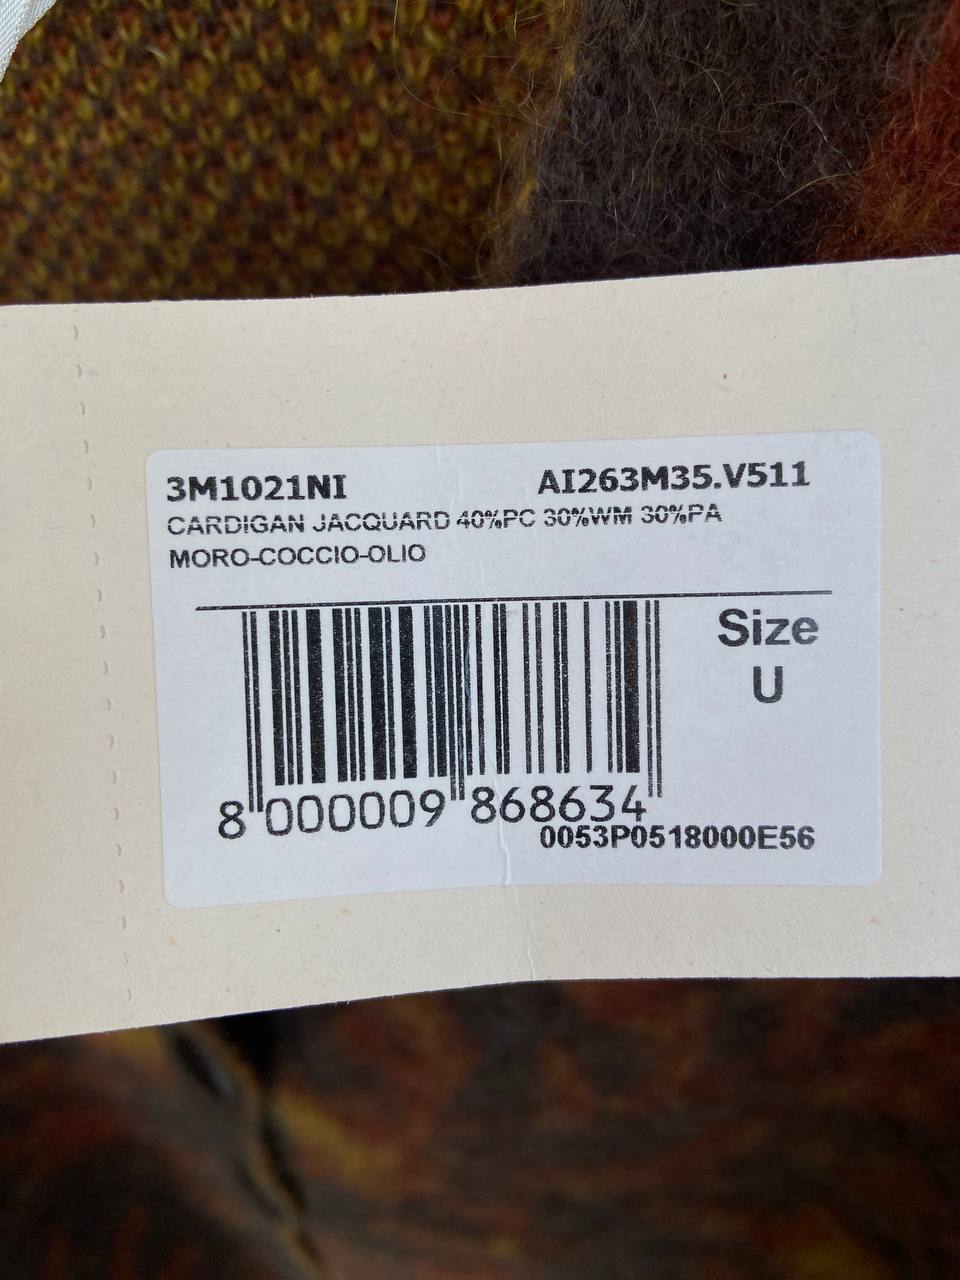 3M1021NI AI263M35.V511
CARDIGAN JACQUARD 40%PC 30%WM 30%PA
MORO-COCCIO-OLIO
Size
U
8 000009 868634
0053P0518000E56